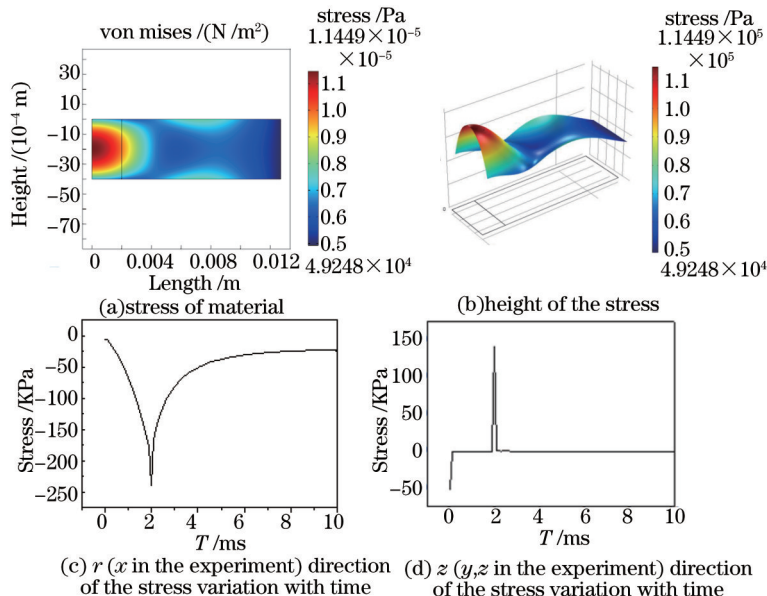 von mises /(N /m²)
stress /Pa
1.1449×10⁻⁵
×10⁻⁵
1.1
1.0
0.9
0.8
0.7
0.6
0.5
4.9248×10⁴
Height /(10⁻⁴ m)
30
10
−10
−30
−50
−70
0 0.004 0.008 0.012
Length /m
(a)stress of material
stress /Pa
1.1449×10⁵
×10⁵
1.1
1.0
0.9
0.8
0.7
0.6
0.5
4.9248×10⁴
0
(b)height of the stress
Stress /KPa
0
−50
−100
−150
−200
−250
0 2 4 6 8 10
T /ms
(c) r (x in the experiment) direction
of the stress variation with time
Stress /KPa
150
100
50
0
−50
0 2 4 6 8 10
T /ms
(d) z (y,z in the experiment) direction
of the stress variation with time